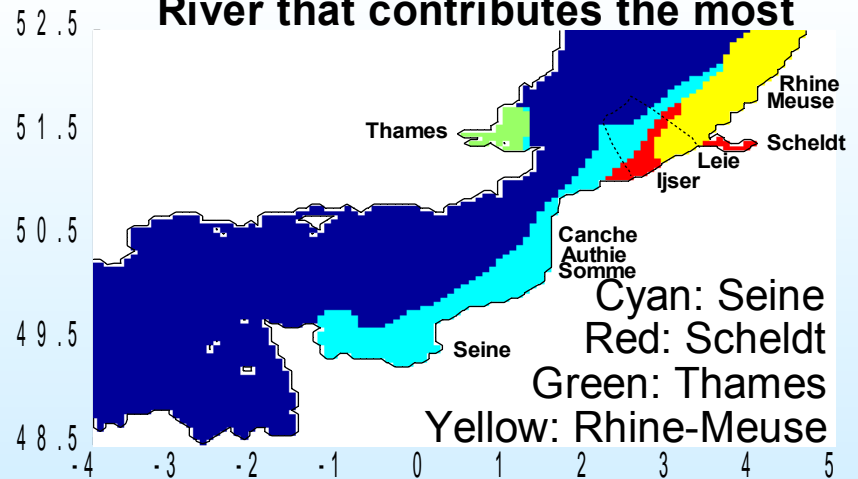 River that contributes the most
52.5
Rhine
Meuse
51.5
Thames
Scheldt
Leie
Ijser
50.5
Canche
Authie
Somme
Cyan: Seine
49.5
Red: Scheldt
Seine
Green: Thames
Yellow: Rhine-Meuse
48.5
-4 -3 -2 -1 0 1 2 3 4 5